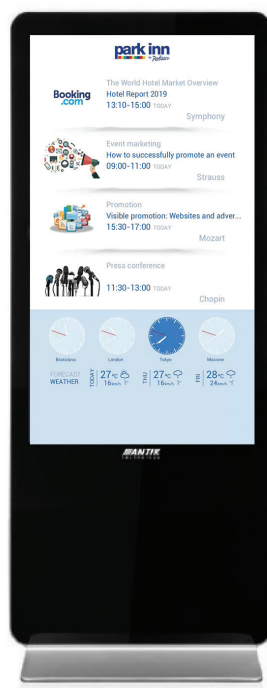 park inn
by Radisson
Booking
.com
The World Hotel Market Overview
Hotel Report 2019
13:10-15:00 TODAY
Symphony
Event marketing
How to successfully promote an event
09:00-11:00 TODAY
Strauss
Promotion
Visible promotion: Websites and adver...
15:30-17:00 TODAY
Mozart
Press conference
11:30-13:00 TODAY
Chopin
Bratislava
London
Tokyo
Moscow
FORECAST
WEATHER
TODAY
27°C
16km/h
THU
27°C
16km/h
FRI
28°C
24km/h
MANTIK